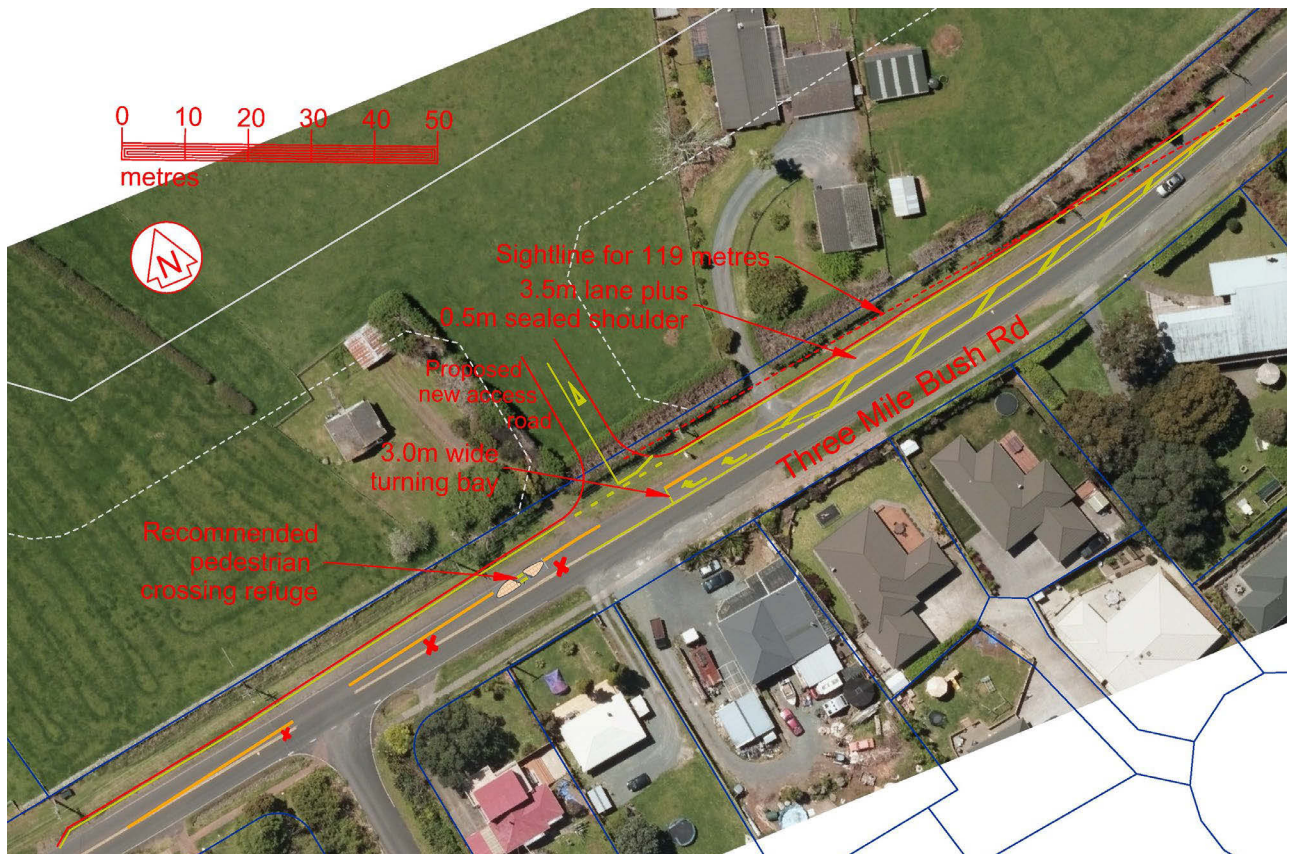 0 10 20 30 40 50
metres
N
Sightline for 119 metres
3.5m lane plus
0.5m sealed shoulder
Proposed
new access
road
3.0m wide
turning bay
Three Mile Bush Rd
Recommended
pedestrian
crossing refuge